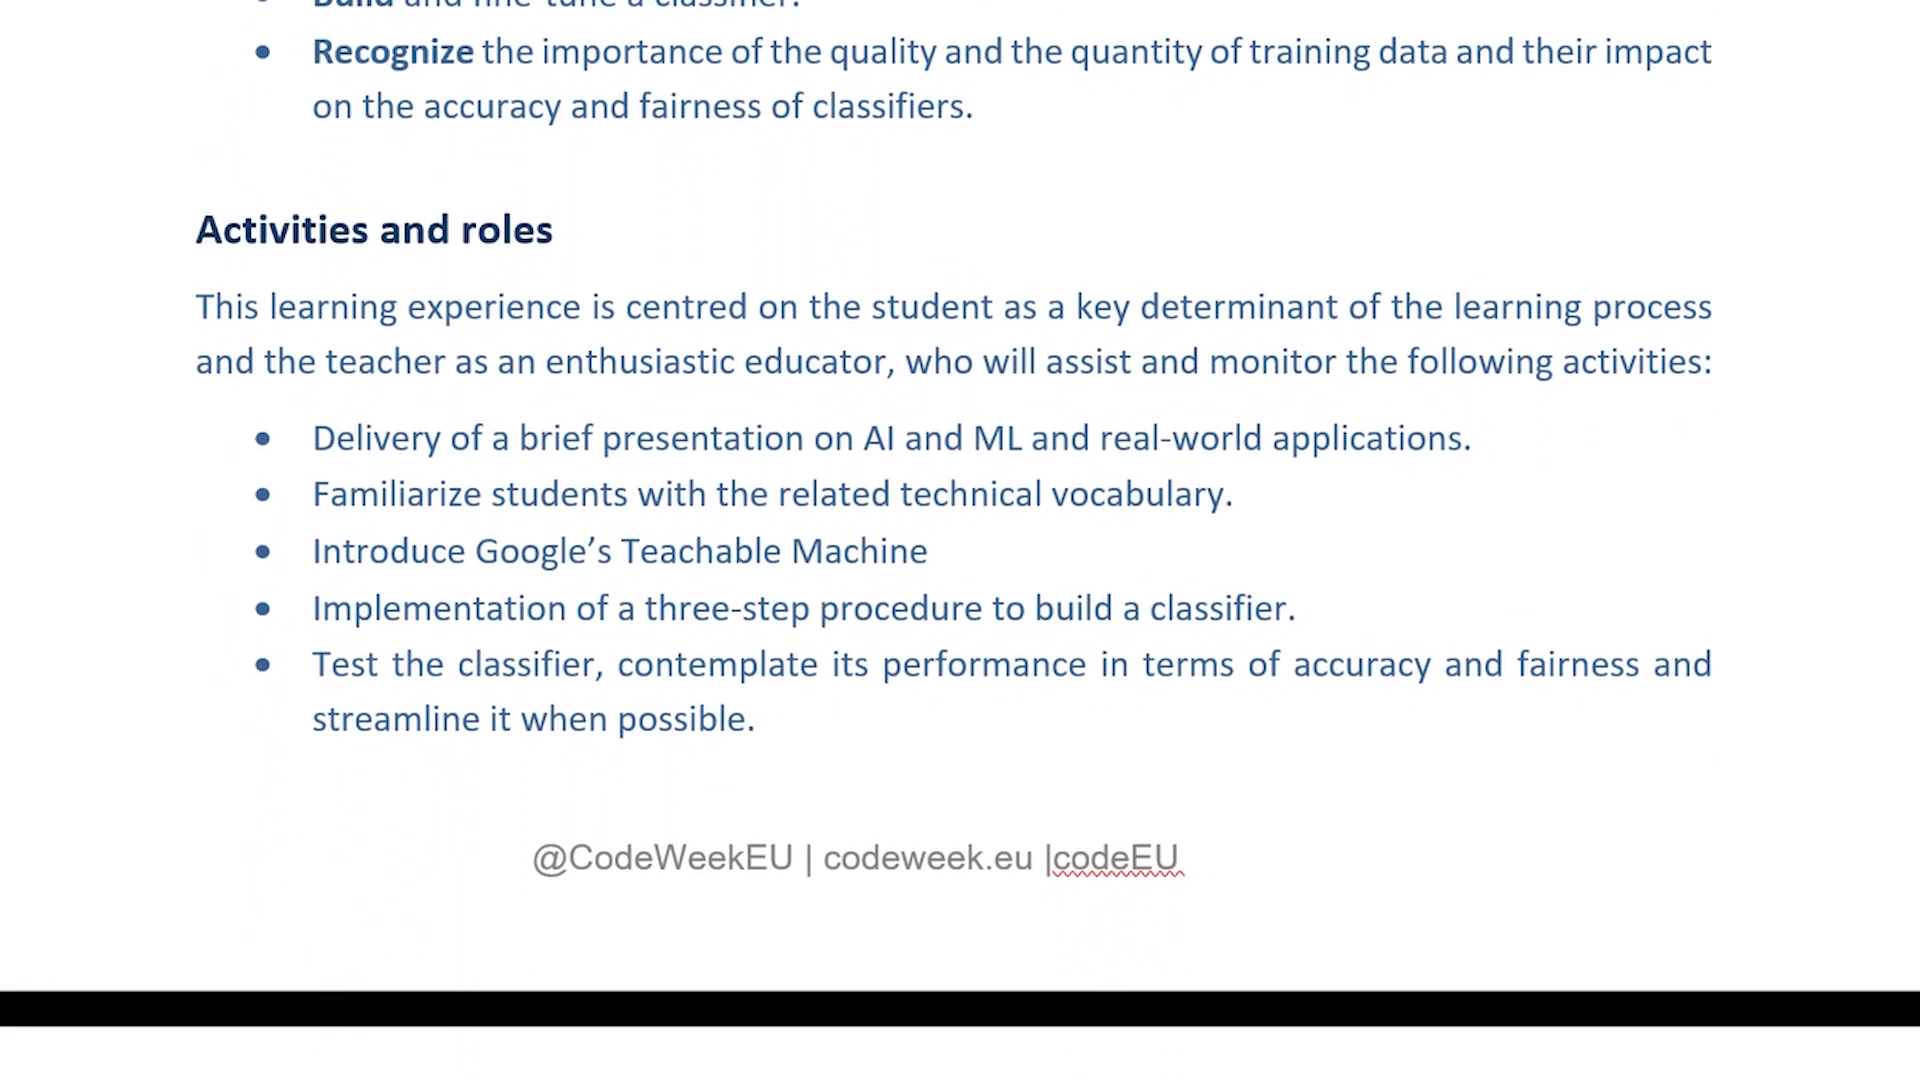 Build and fine-tune a classifier.
• Recognize the importance of the quality and the quantity of training data and their impact
on the accuracy and fairness of classifiers.
Activities and roles
This learning experience is centred on the student as a key determinant of the learning process
and the teacher as an enthusiastic educator, who will assist and monitor the following activities:
• Delivery of a brief presentation on AI and ML and real-world applications.
• Familiarize students with the related technical vocabulary.
• Introduce Google’s Teachable Machine
• Implementation of a three-step procedure to build a classifier.
• Test the classifier, contemplate its performance in terms of accuracy and fairness and
streamline it when possible.
@CodeWeekEU | codeweek.eu |codeEU